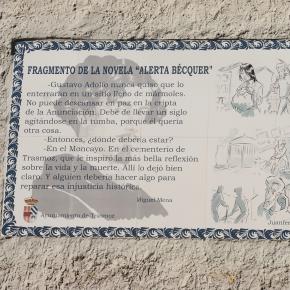 FRAGMENTO DE LA NOVELA "ALERTA BÉCQUER"
-Gustavo Adolfo nunca quiso que lo
enterraran en un sitio lleno de mármoles.
No puede descansar en paz en la cripta
de la Anunciación. Debe de llevar un siglo
agitándose en la tumba, porque él quería
otra cosa.
-Entonces, ¿dónde debería estar?
-En el Moncayo. En el cementerio de
Trasmoz, que le inspiró la más bella reflexión
sobre la vida y la muerte. Allí lo dejó bien
claro. Y alguien debería hacer algo para
reparar esa injusticia histórica.
Miguel Mena
Ayuntamiento de Trasmoz